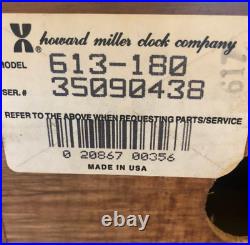 howard miller clock company
MODEL 613-180
SER.# 35090438
REFER TO THE ABOVE WHEN REQUESTING PARTS/SERVICE
0 20867 00356
MADE IN USA
617